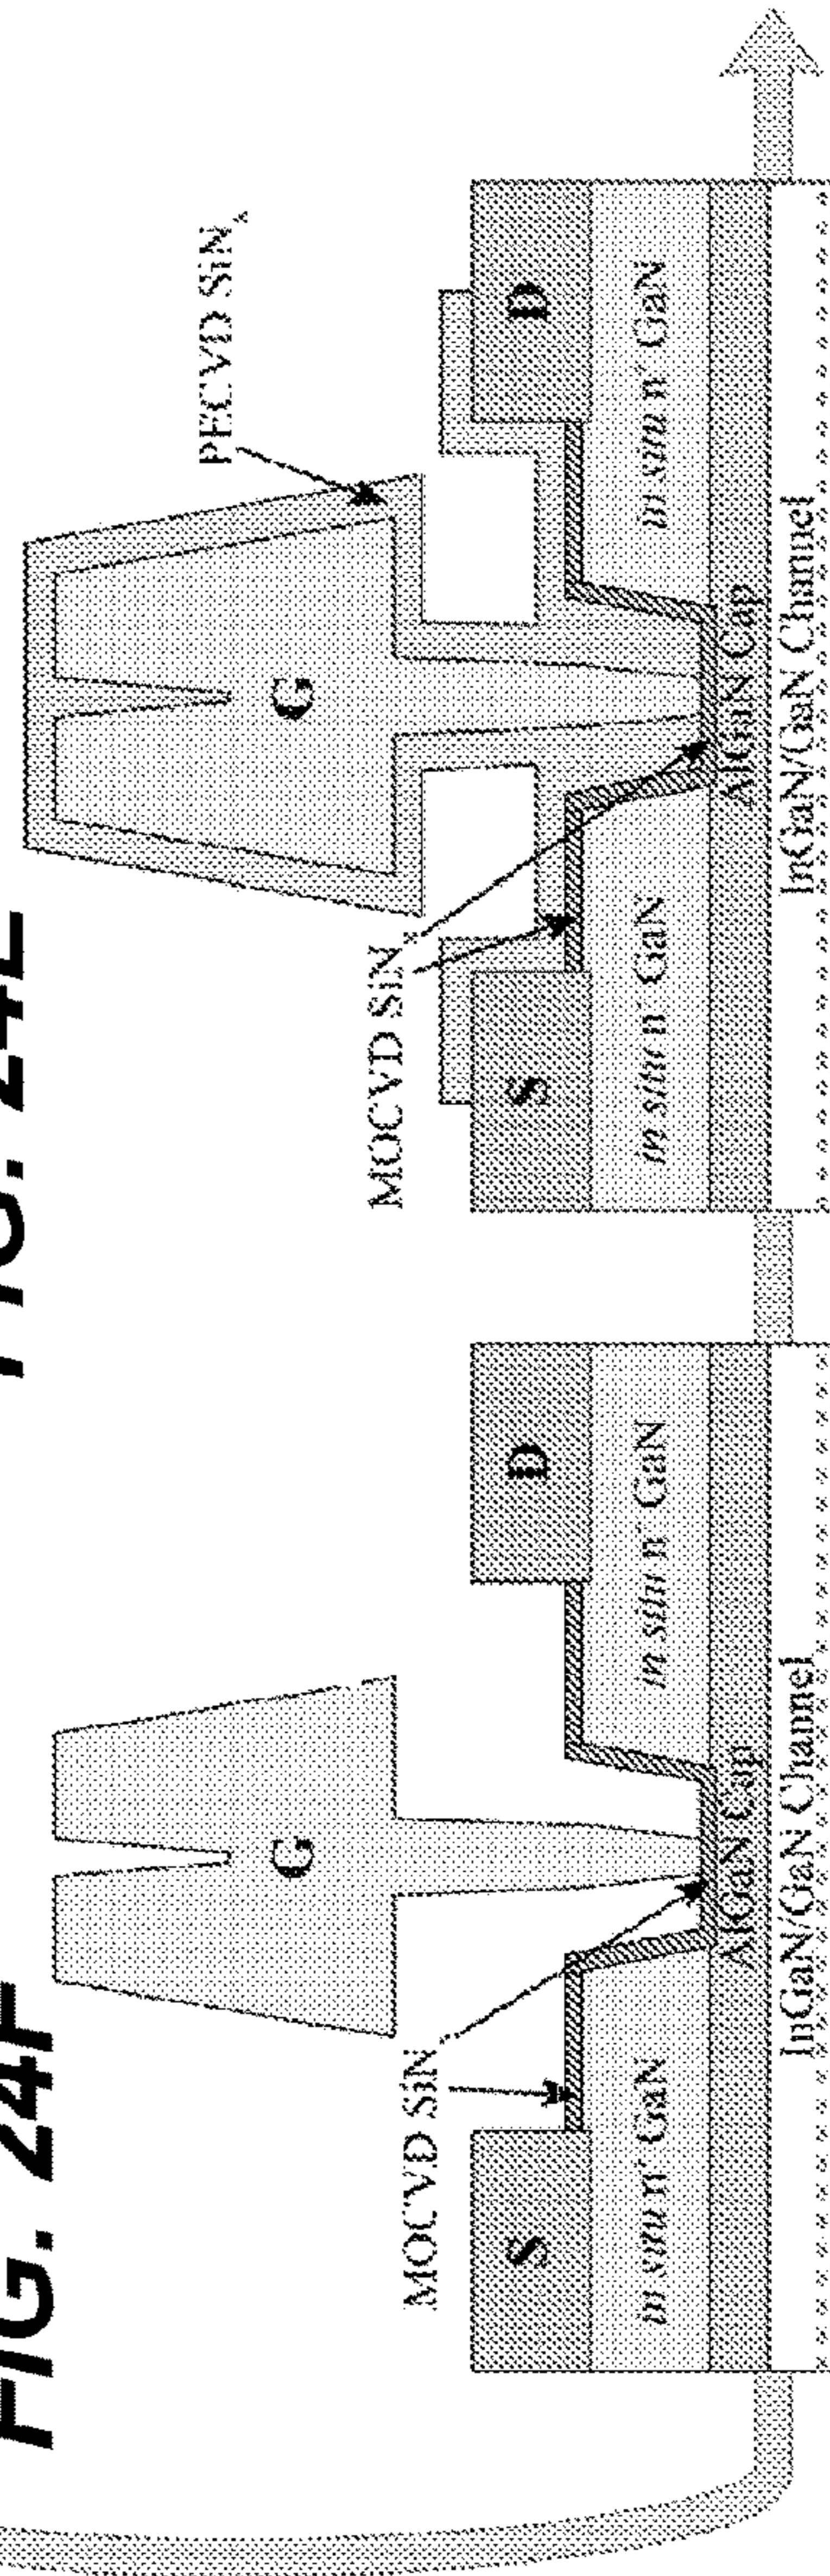 FIG. 24F
MOCVD SiN
G
S
D
in situ n⁺ GaN
in situ n⁺ GaN
AlGaN Cap
InGaN/GaN Channel
FIG. 24E
PECVD SiNₓ
MOCVD SiN
G
S
D
in situ n⁺ GaN
in situ n⁺ GaN
AlGaN Cap
InGaN/GaN Channel